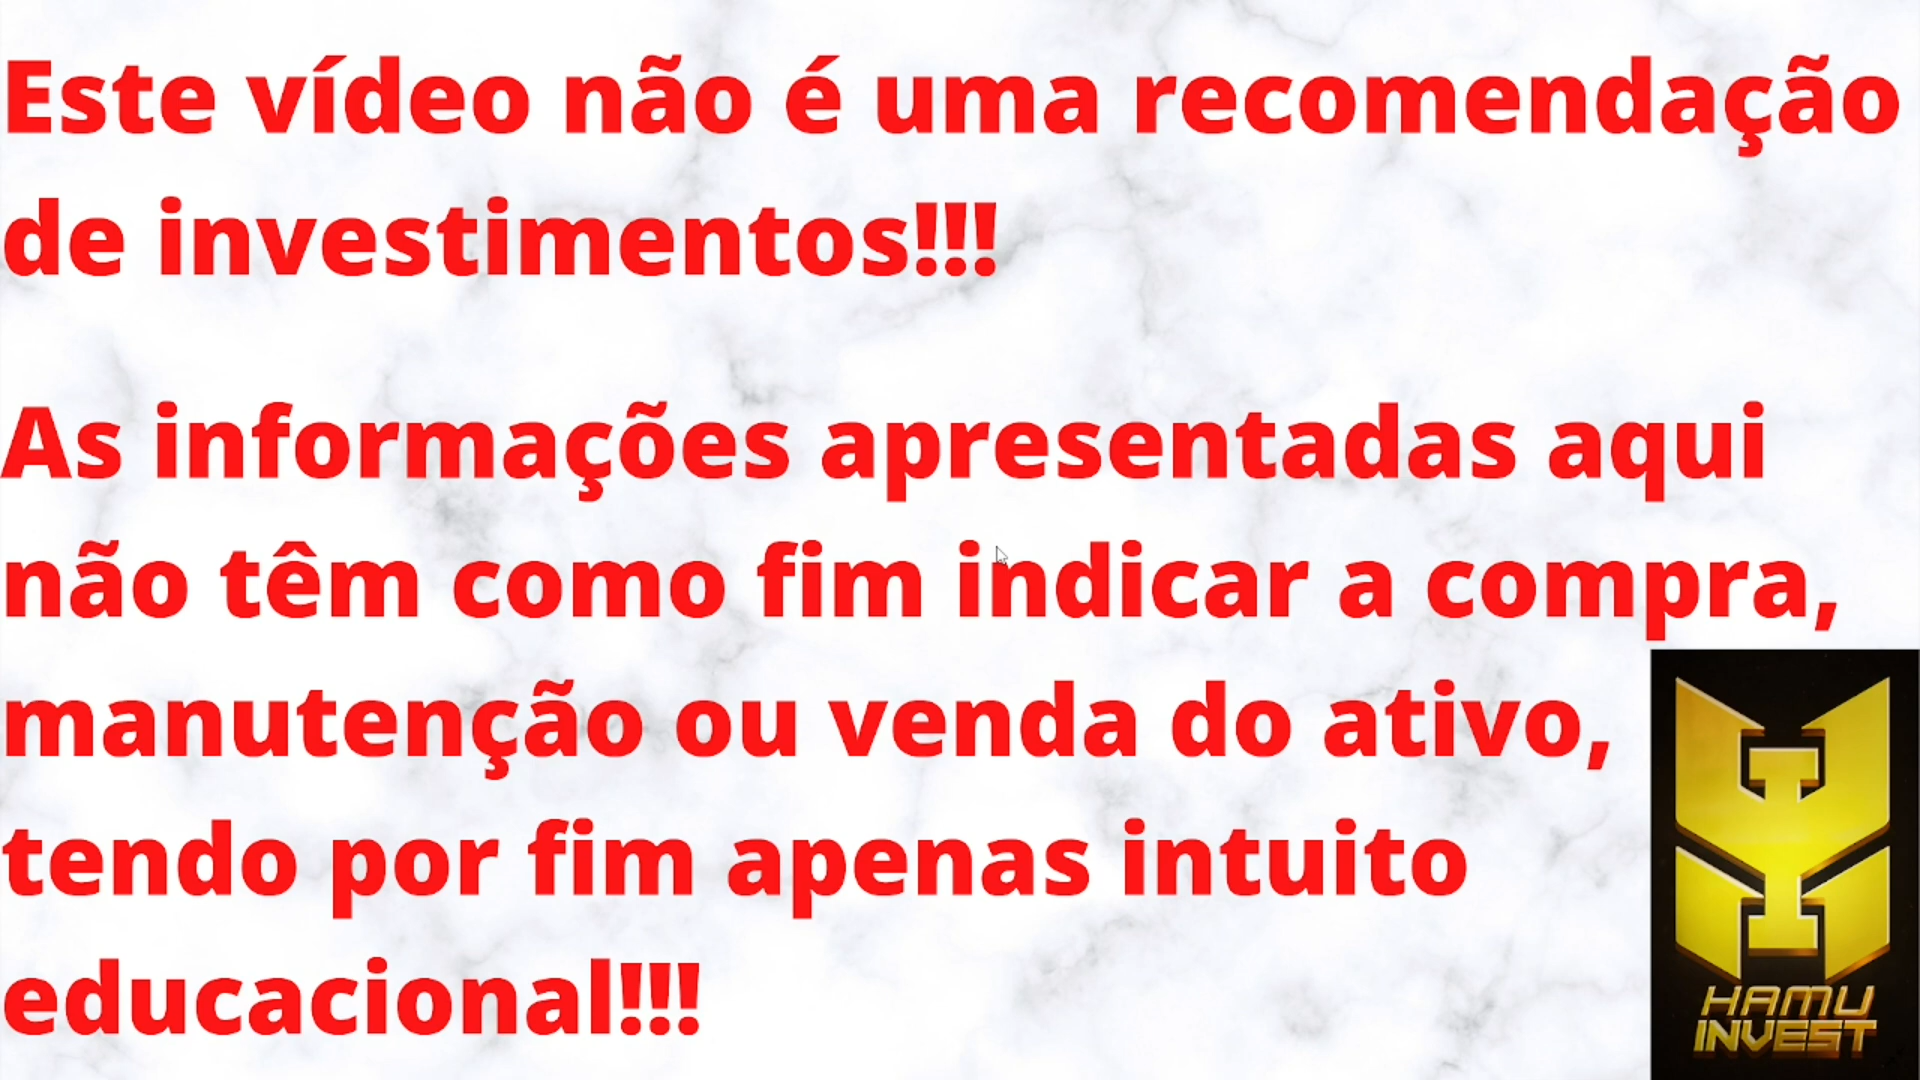 Este vídeo não é uma recomendação
de investimentos!!!
As informações apresentadas aqui
não têm como fim indicar a compra,
manutenção ou venda do ativo,
tendo por fim apenas intuito
educacional!!!
HAMU
INVEST